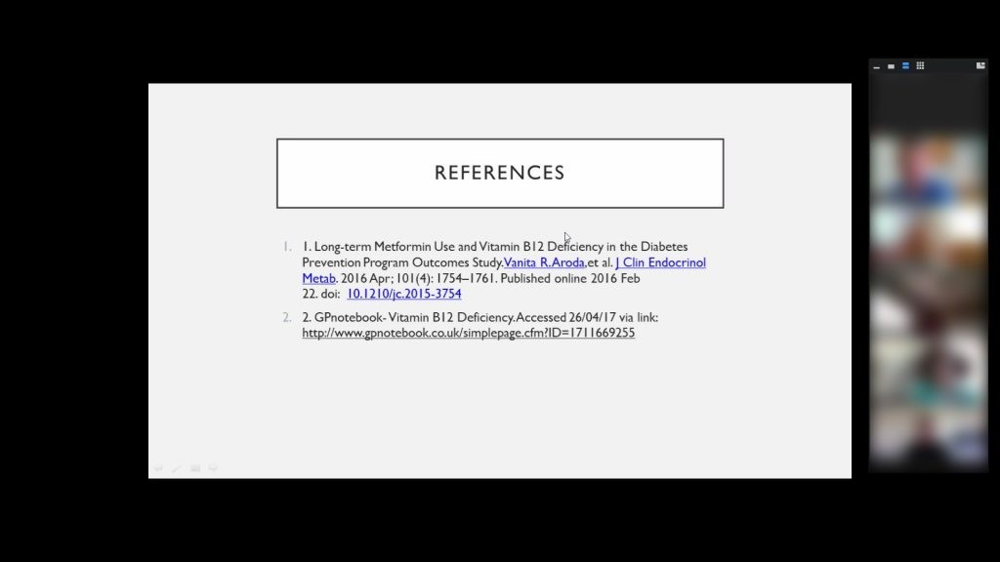 REFERENCES
1. 1. Long-term Metformin Use and Vitamin B12 Deficiency in the Diabetes
Prevention Program Outcomes Study.Vanita R.Aroda,et al. J Clin Endocrinol
Metab. 2016 Apr; 101(4): 1754–1761. Published online 2016 Feb
22. doi: 10.1210/jc.2015-3754
2. 2. GPnotebook- Vitamin B12 Deficiency.Accessed 26/04/17 via link:
http://www.gpnotebook.co.uk/simplepage.cfm?ID=1711669255